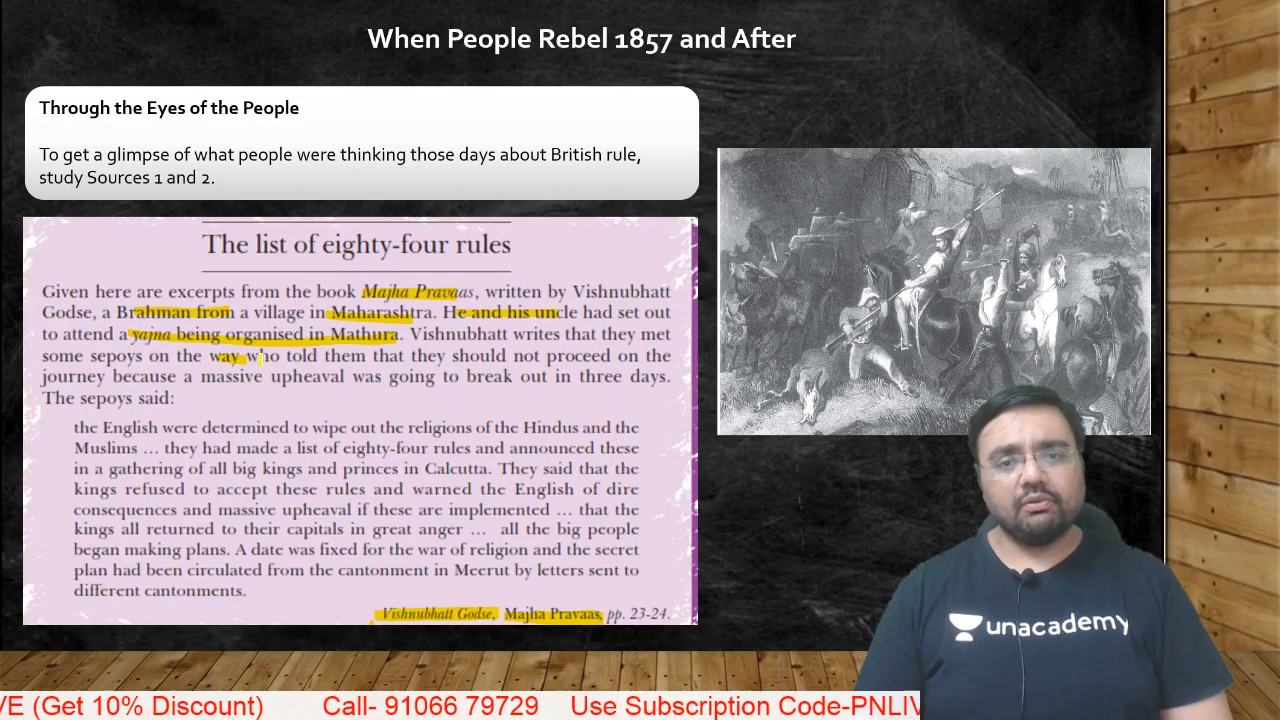 When People Rebel 1857 and After
Through the Eyes of the People
To get a glimpse of what people were thinking those days about British rule,
study Sources 1 and 2.
The list of eighty-four rules
Given here are excerpts from the book Majha Pravaas, written by Vishnubhatt
Godse, a Brahman from a village in Maharashtra. He and his uncle had set out
to attend a yajna being organised in Mathura. Vishnubhatt writes that they met
some sepoys on the way who told them that they should not proceed on the
journey because a massive upheaval was going to break out in three days.
The sepoys said:
the English were determined to wipe out the religions of the Hindus and the
Muslims … they had made a list of eighty-four rules and announced these
in a gathering of all big kings and princes in Calcutta. They said that the
kings refused to accept these rules and warned the English of dire
consequences and massive upheaval if these are implemented … that the
kings all returned to their capitals in great anger … all the big people
began making plans. A date was fixed for the war of religion and the secret
plan had been circulated from the cantonment in Meerut by letters sent to
different cantonments.
Vishnubhatt Godse, Majha Pravaas, pp. 23-24.
unacademy
VE (Get 10% Discount) Call- 91066 79729 Use Subscription Code-PNLIV